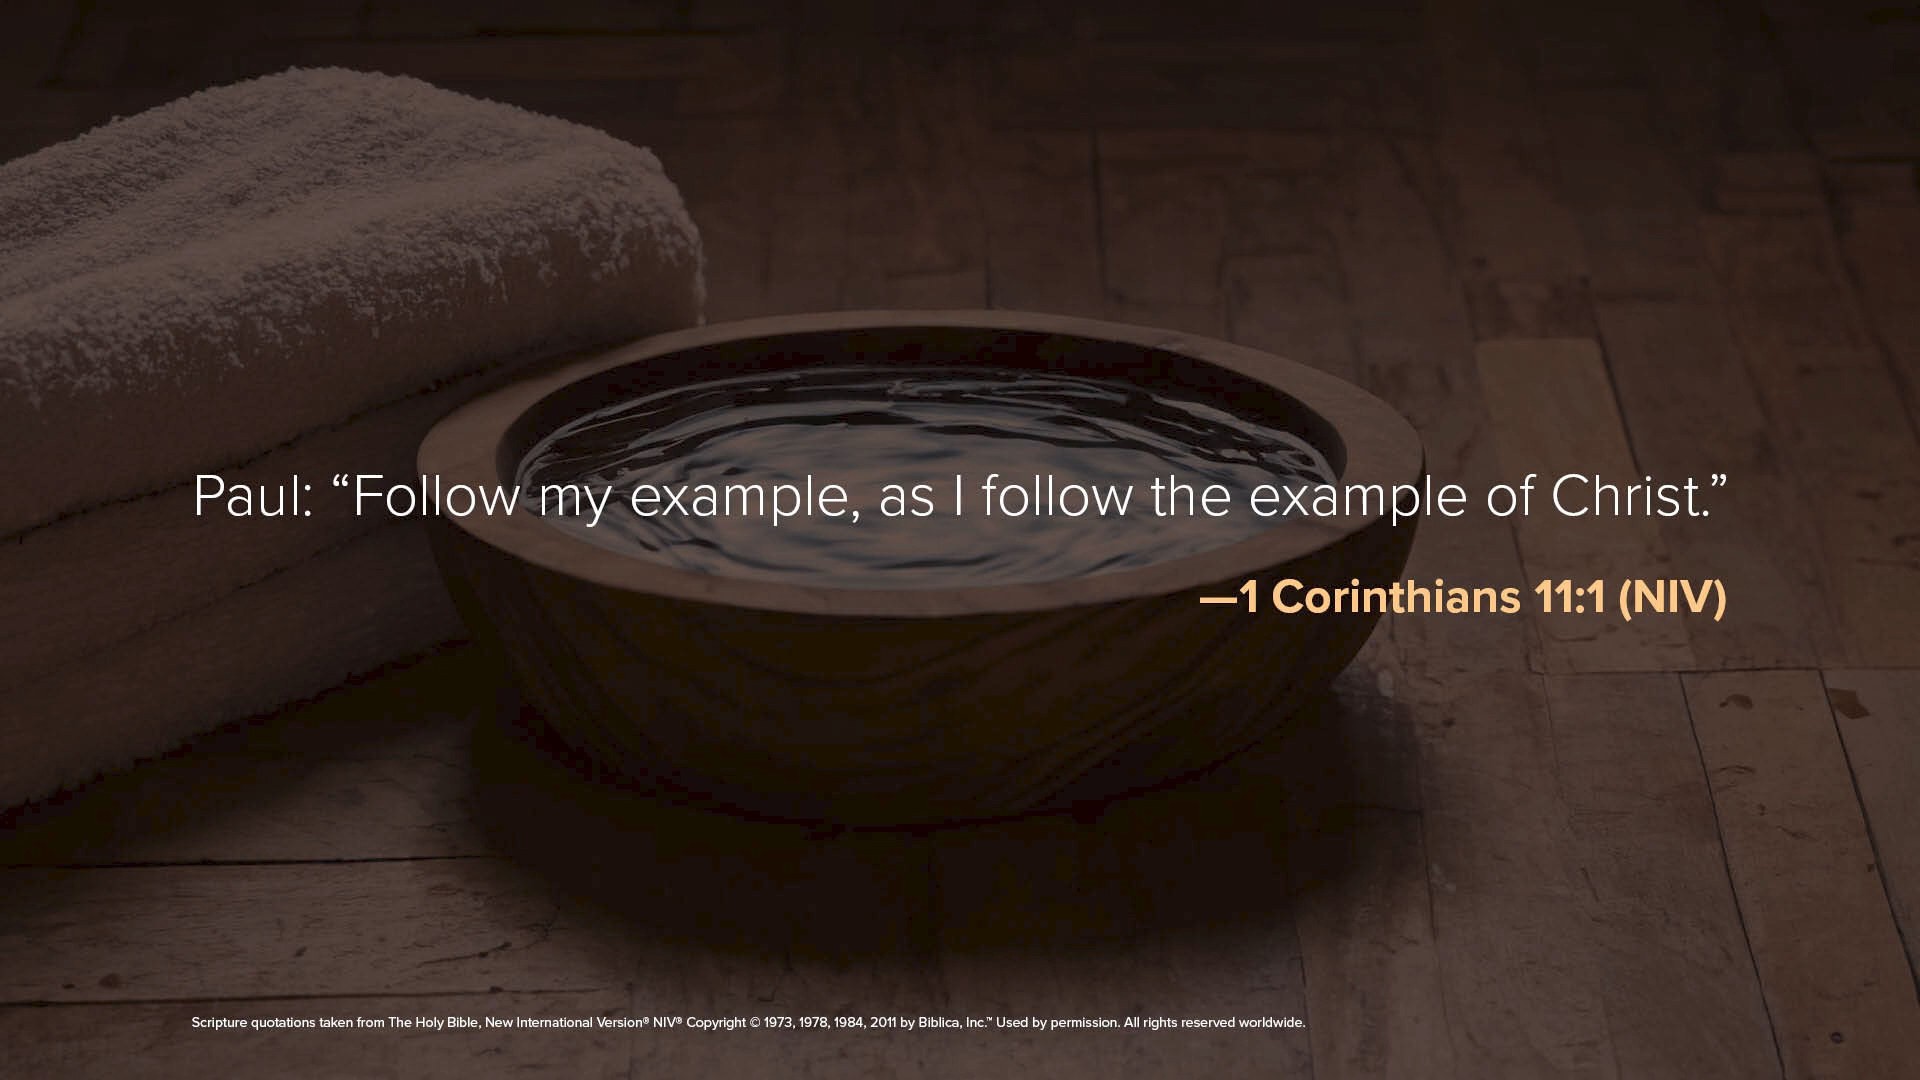 Paul: “Follow my example, as I follow the example of Christ.”
—1 Corinthians 11:1 (NIV)
Scripture quotations taken from The Holy Bible, New International Version® NIV® Copyright © 1973, 1978, 1984, 2011 by Biblica, Inc.™ Used by permission. All rights reserved worldwide.